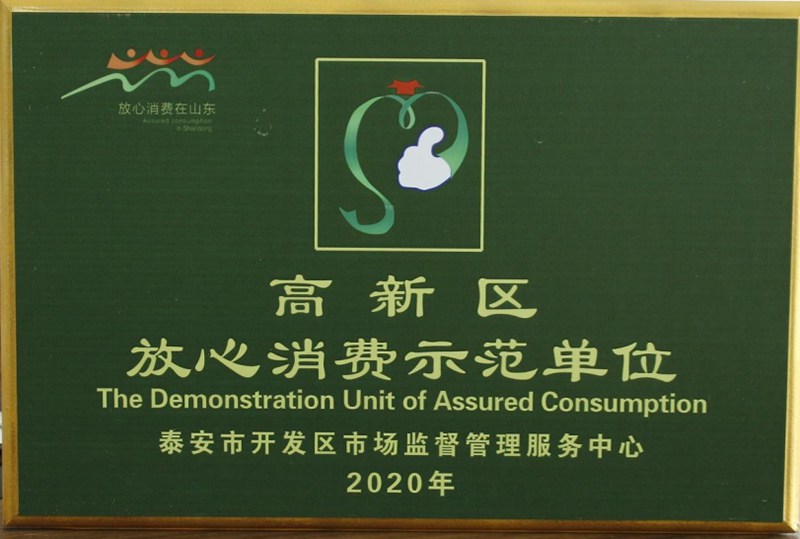 放心消费在山东
Assured consumption
in Shandong
高新区
放心消费示范单位
The Demonstration Unit of Assured Consumption
泰安市开发区市场监督管理服务中心
2020年